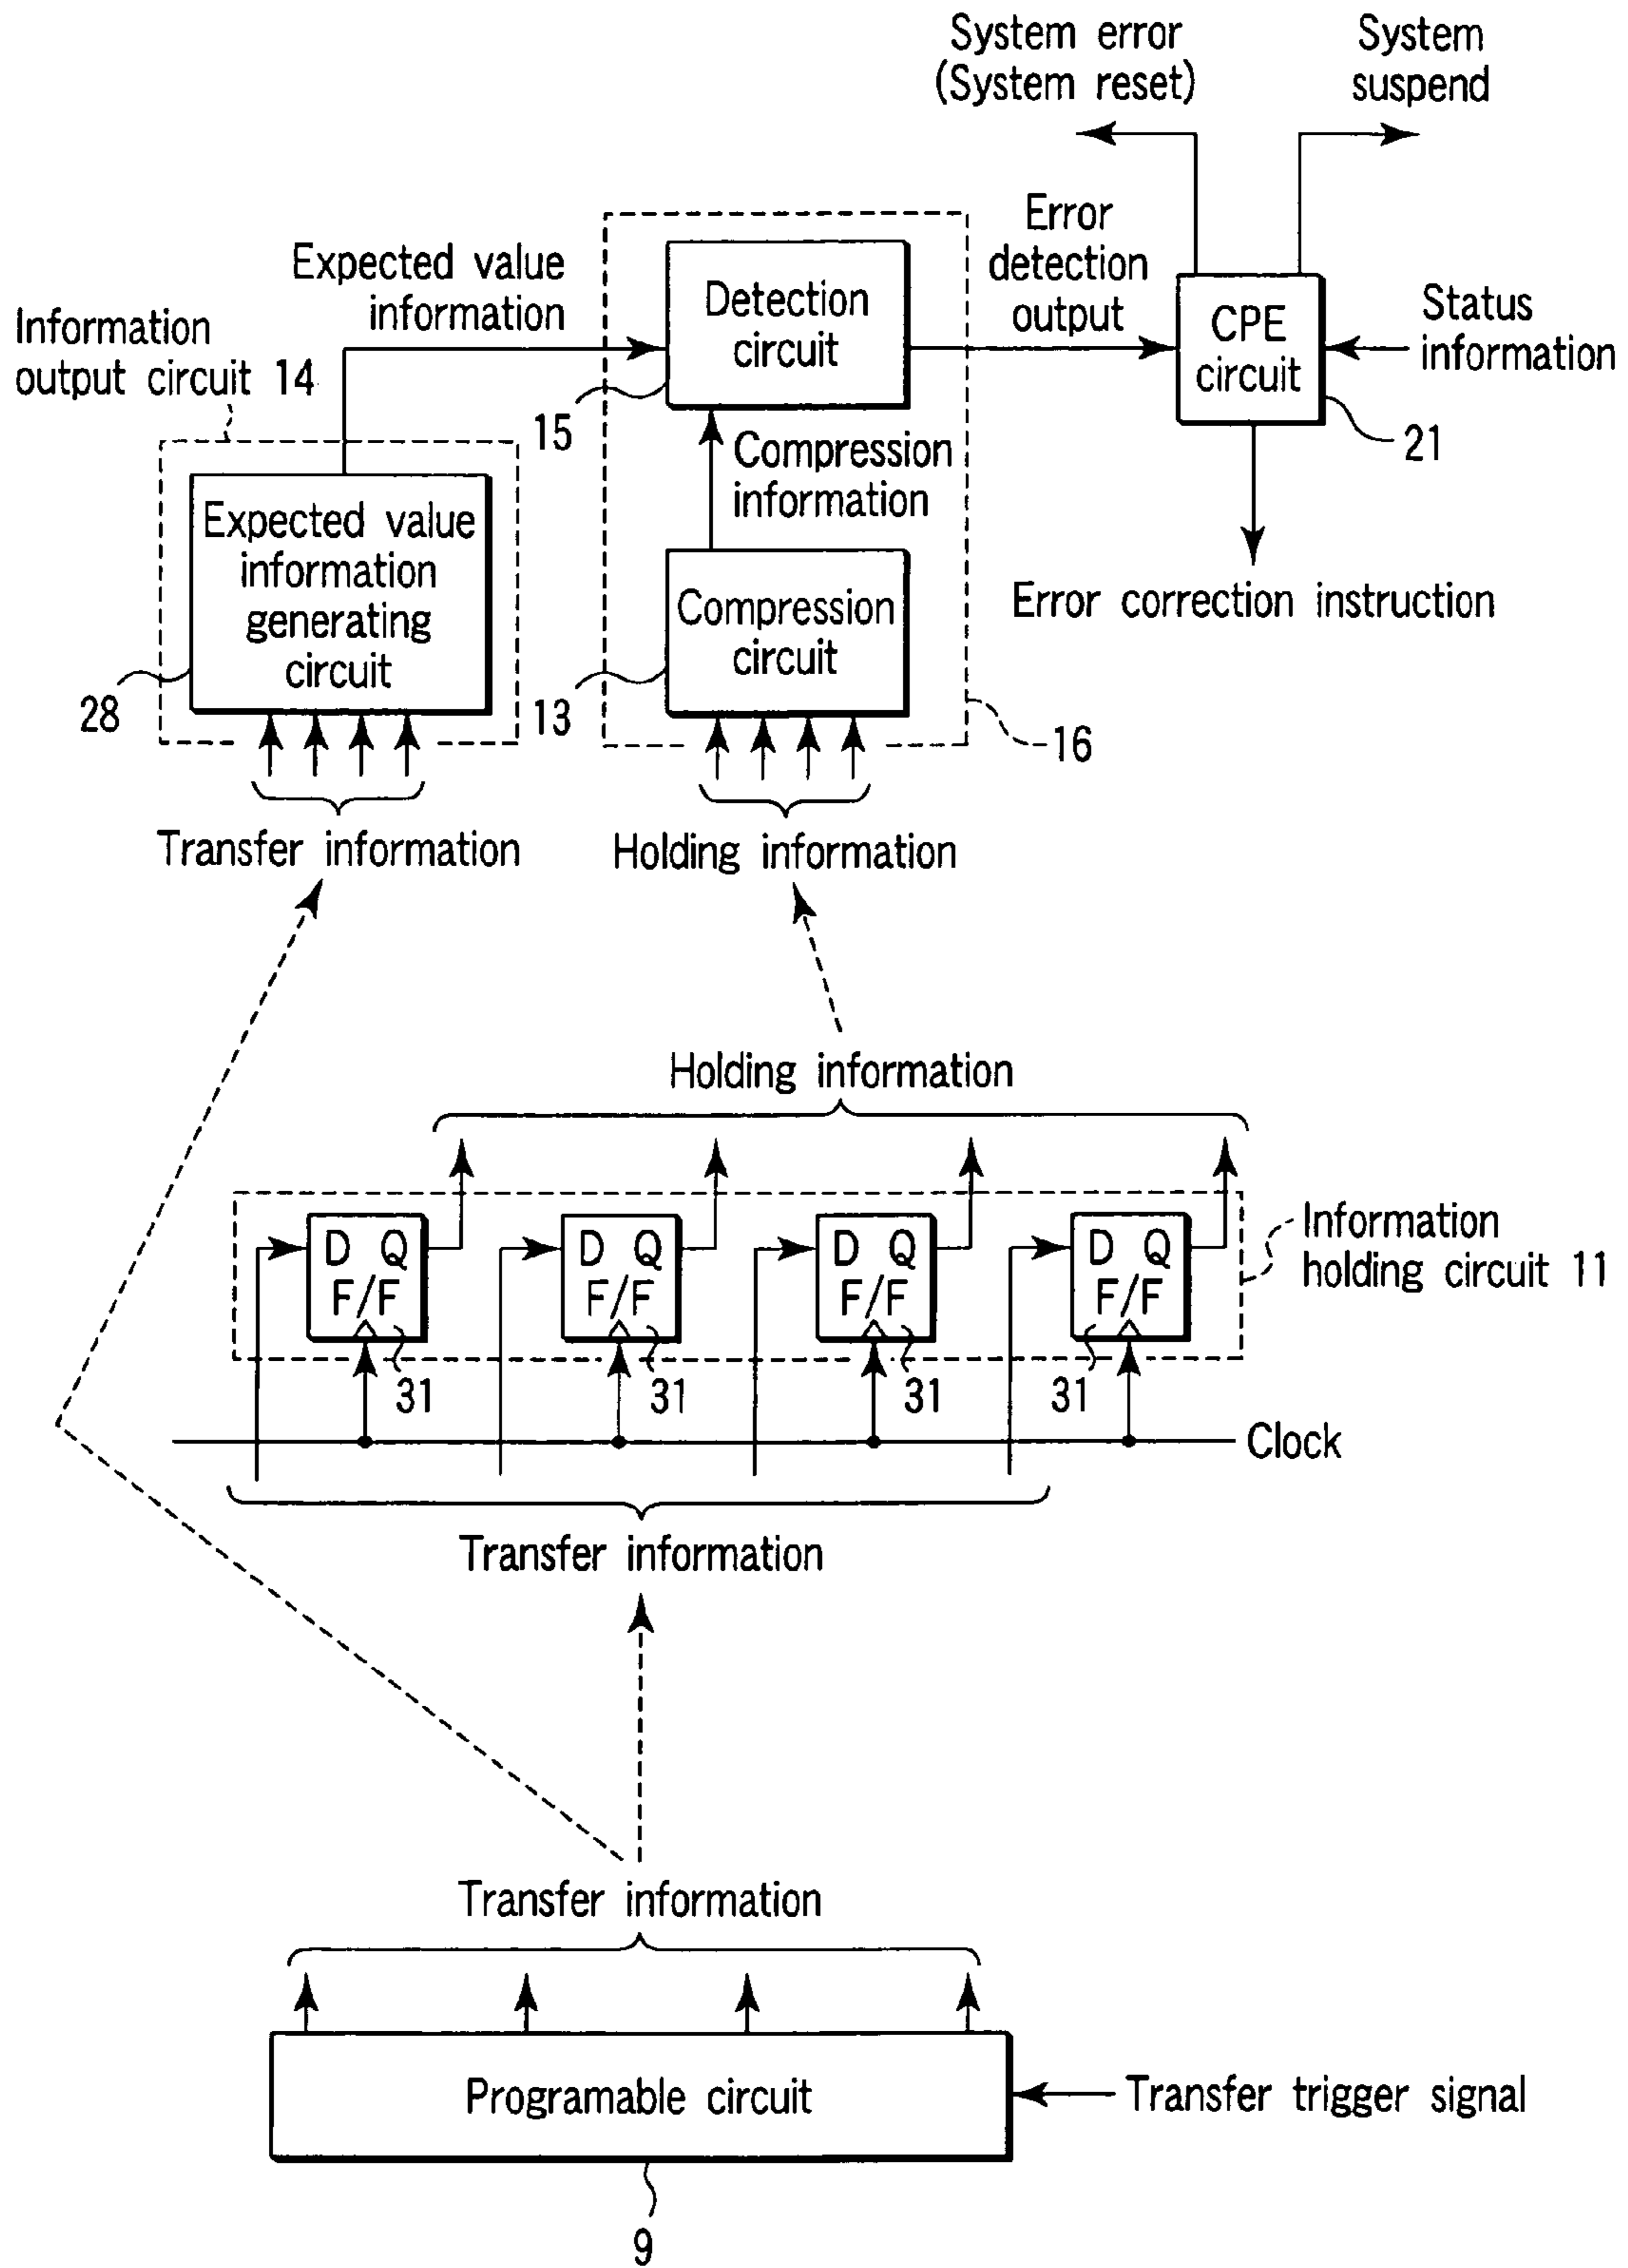 System error
(System reset)
System
suspend
Error
detection
output
Expected value
information
Detection
circuit
CPE
circuit
Status
information
Information
output circuit 14
15
21
Compression
information
Expected value
information
generating
circuit
Compression
circuit
Error correction instruction
28
13
16
Transfer information
Holding information
Holding information
D Q
F/F
D Q
F/F
D Q
F/F
D Q
F/F
Information
holding circuit 11
31
31
31
31
Clock
Transfer information
Transfer information
Programable circuit
Transfer trigger signal
9